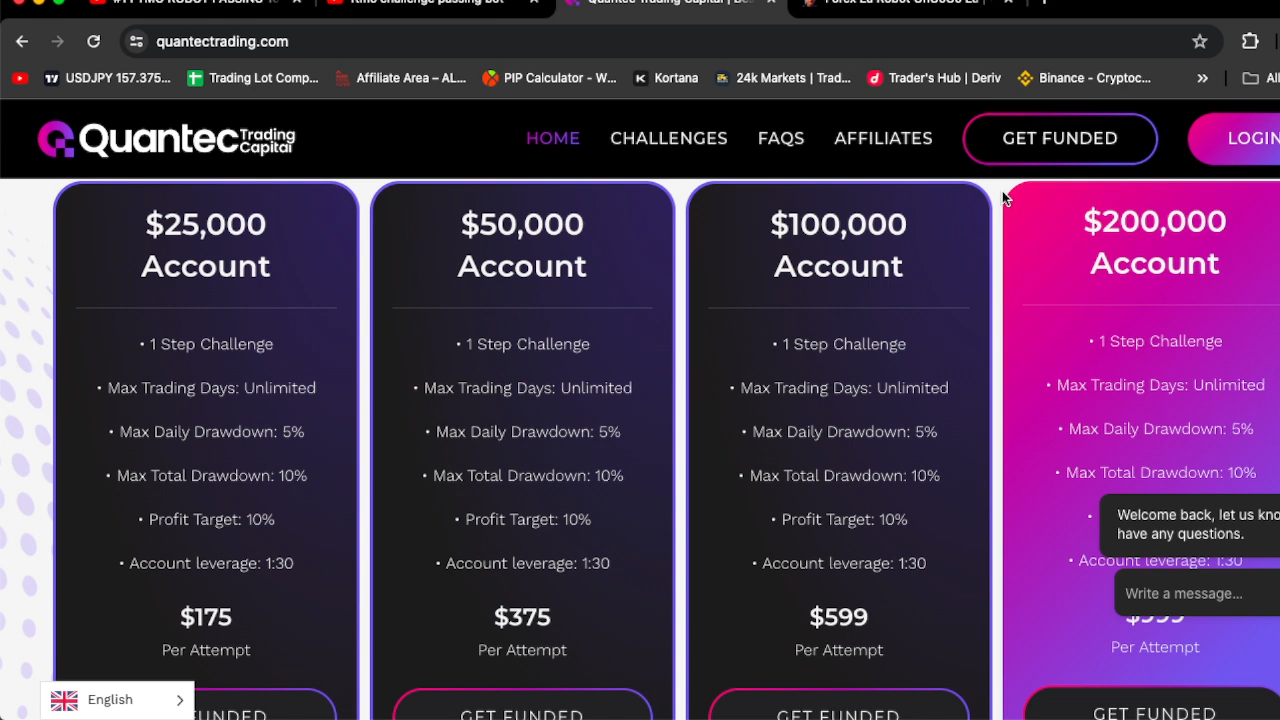 quantectrading.com
USDJPY 157.375...
Trading Lot Comp...
Affiliate Area – AL...
PIP Calculator - W...
Kortana
24k Markets | Trad...
Trader's Hub | Deriv
Binance - Cryptoc...
»
Quantec Trading Capital
HOME
CHALLENGES
FAQS
AFFILIATES
GET FUNDED
LOGIN
$25,000
Account
• 1 Step Challenge
• Max Trading Days: Unlimited
• Max Daily Drawdown: 5%
• Max Total Drawdown: 10%
• Profit Target: 10%
• Account leverage: 1:30
$175
Per Attempt
$50,000
Account
• 1 Step Challenge
• Max Trading Days: Unlimited
• Max Daily Drawdown: 5%
• Max Total Drawdown: 10%
• Profit Target: 10%
• Account leverage: 1:30
$375
Per Attempt
GET FUNDED
$100,000
Account
• 1 Step Challenge
• Max Trading Days: Unlimited
• Max Daily Drawdown: 5%
• Max Total Drawdown: 10%
• Profit Target: 10%
• Account leverage: 1:30
$599
Per Attempt
GET FUNDED
$200,000
Account
• 1 Step Challenge
• Max Trading Days: Unlimited
• Max Daily Drawdown: 5%
• Max Total Drawdown: 10%
•
• Account leverage: 1:30
Per Attempt
GET FUNDED
Welcome back, let us kno
have any questions.
Write a message...
English
UNDED